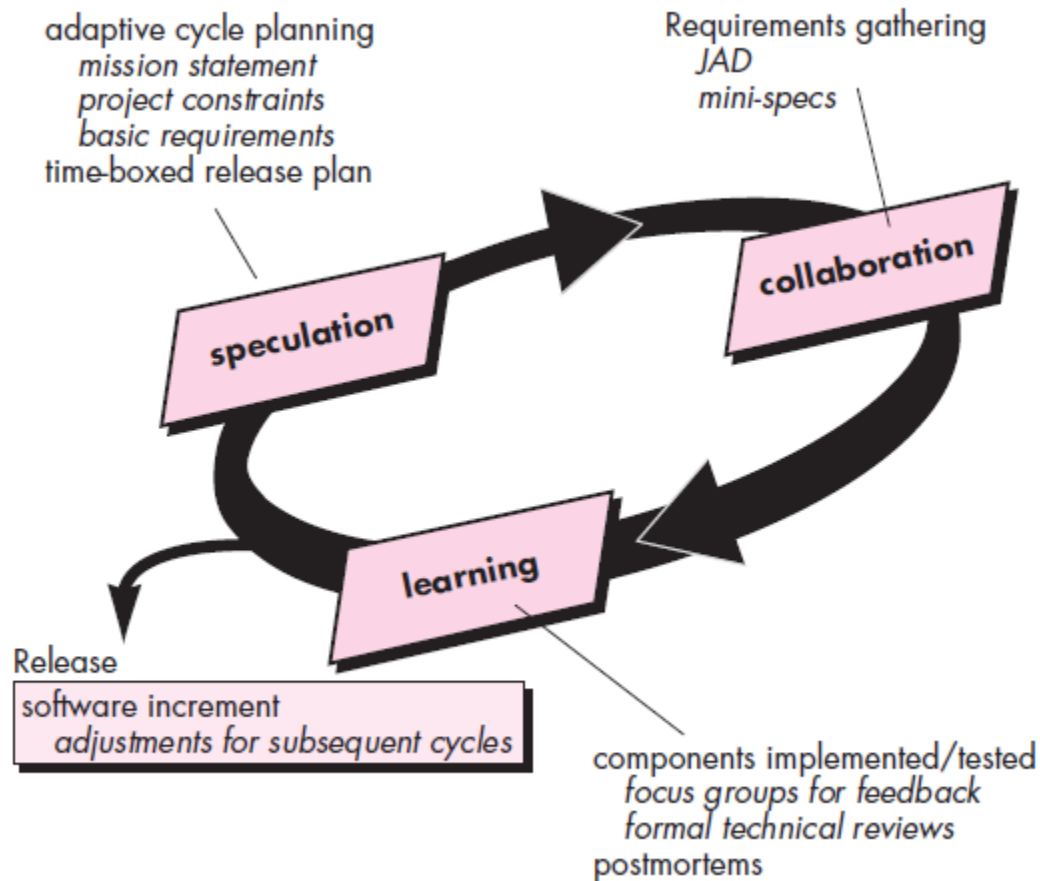 adaptive cycle planning
mission statement
project constraints
basic requirements
time-boxed release plan
Requirements gathering
JAD
mini-specs
speculation
collaboration
learning
Release
software increment
adjustments for subsequent cycles
components implemented/tested
focus groups for feedback
formal technical reviews
postmortems